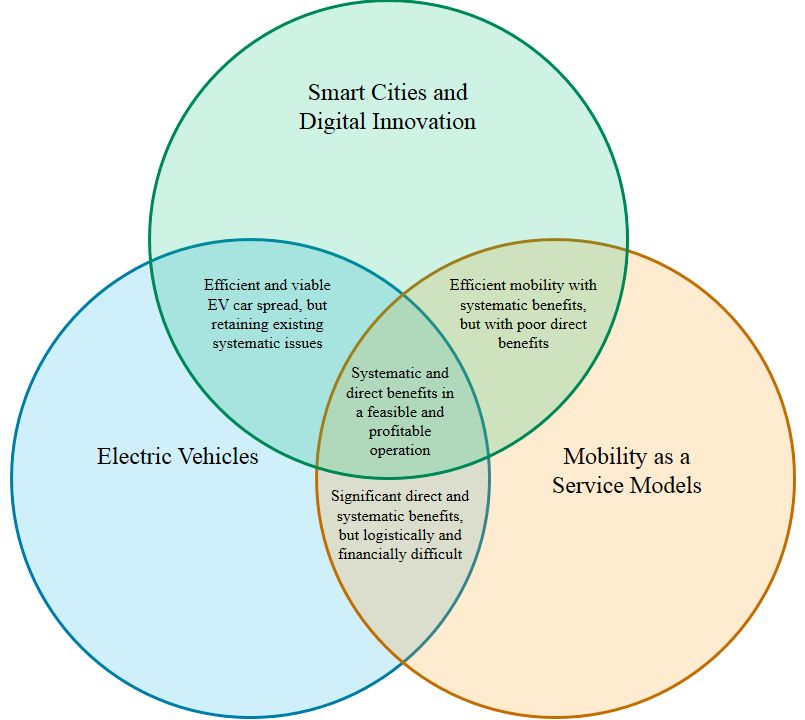 Smart Cities and
Digital Innovation
Efficient and viable
EV car spread, but
retaining existing
systematic issues
Efficient mobility with
systematic benefits,
but with poor direct
benefits
Systematic and
direct benefits in
a feasible and
profitable
operation
Electric Vehicles
Mobility as a
Service Models
Significant direct and
systematic benefits,
but logistically and
financially difficult